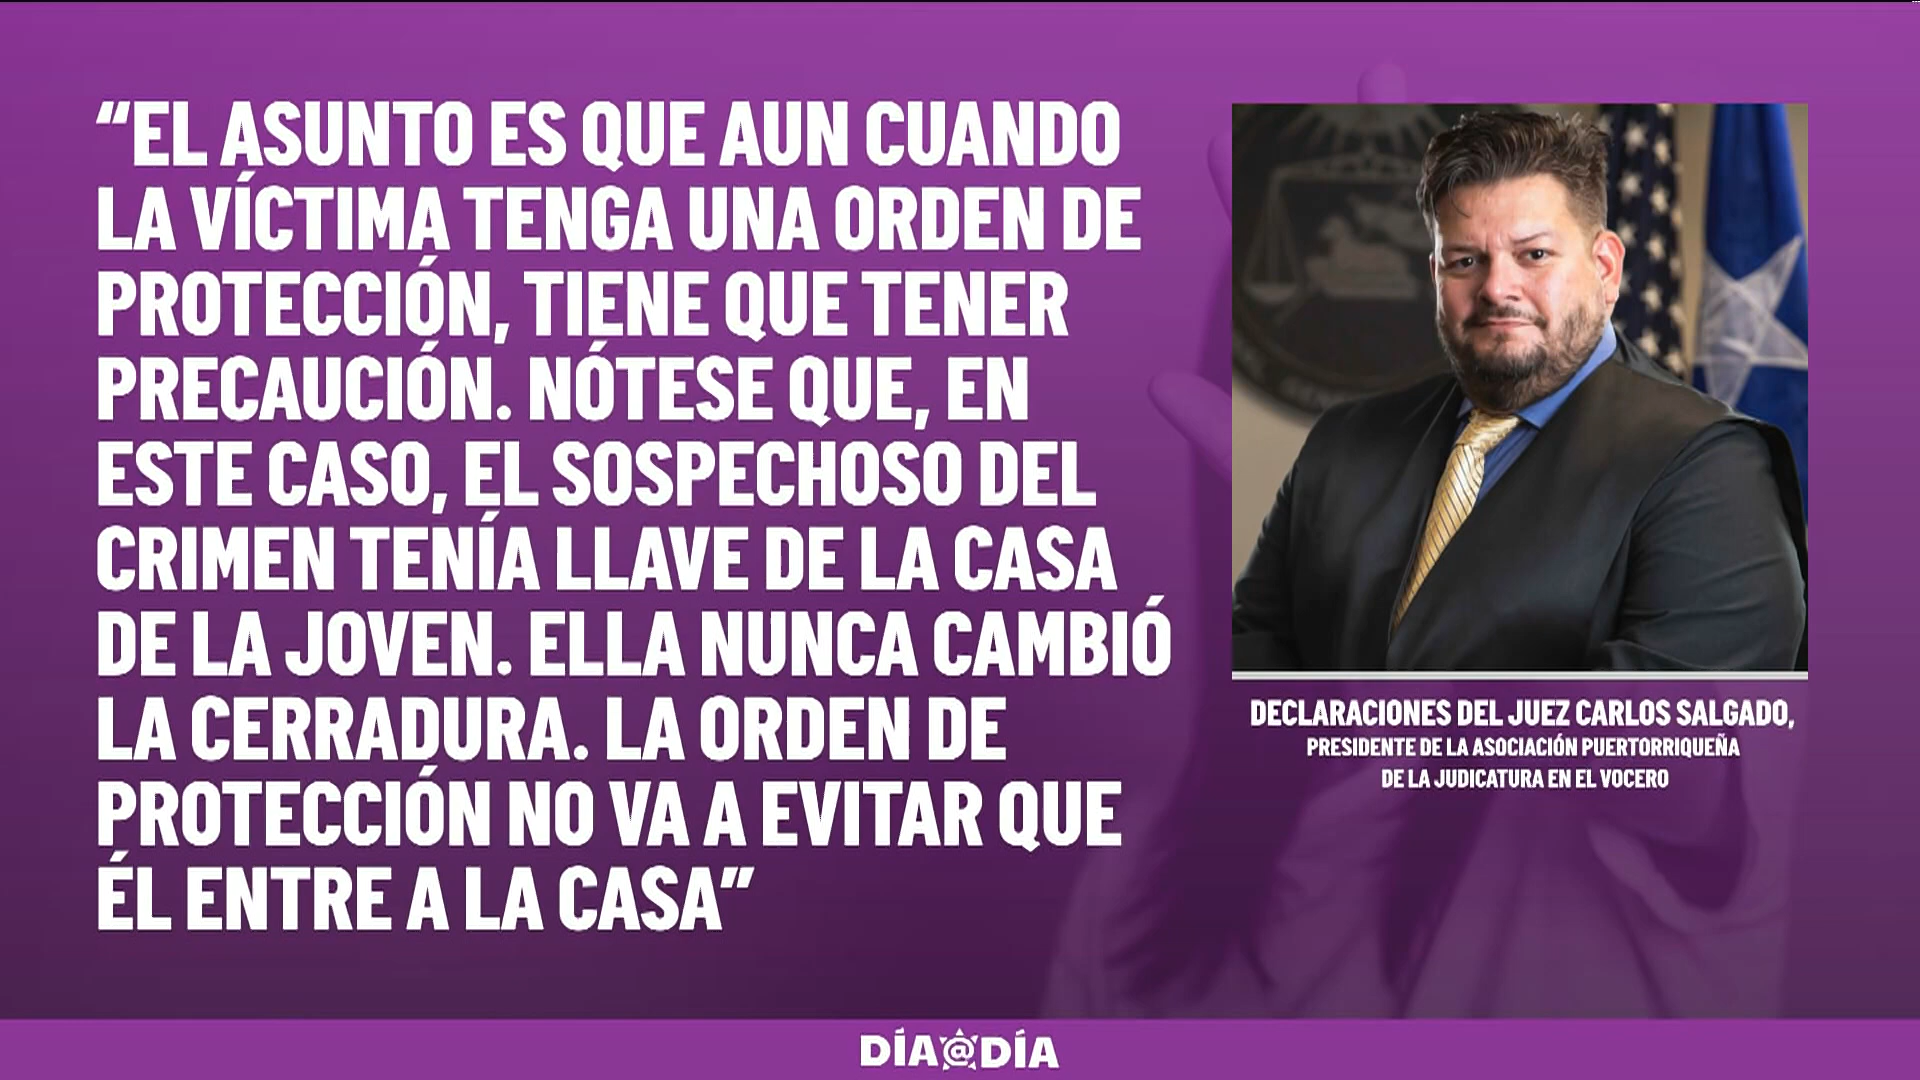 “EL ASUNTO ES QUE AUN CUANDO
LA VÍCTIMA TENGA UNA ORDEN DE
PROTECCIÓN, TIENE QUE TENER
PRECAUCIÓN. NÓTESE QUE, EN
ESTE CASO, EL SOSPECHOSO DEL
CRIMEN TENÍA LLAVE DE LA CASA
DE LA JOVEN. ELLA NUNCA CAMBIÓ
LA CERRADURA. LA ORDEN DE
PROTECCIÓN NO VA A EVITAR QUE
ÉL ENTRE A LA CASA”
DECLARACIONES DEL JUEZ CARLOS SALGADO,
PRESIDENTE DE LA ASOCIACIÓN PUERTORRIQUEÑA
DE LA JUDICATURA EN EL VOCERO
DÍA@DÍA